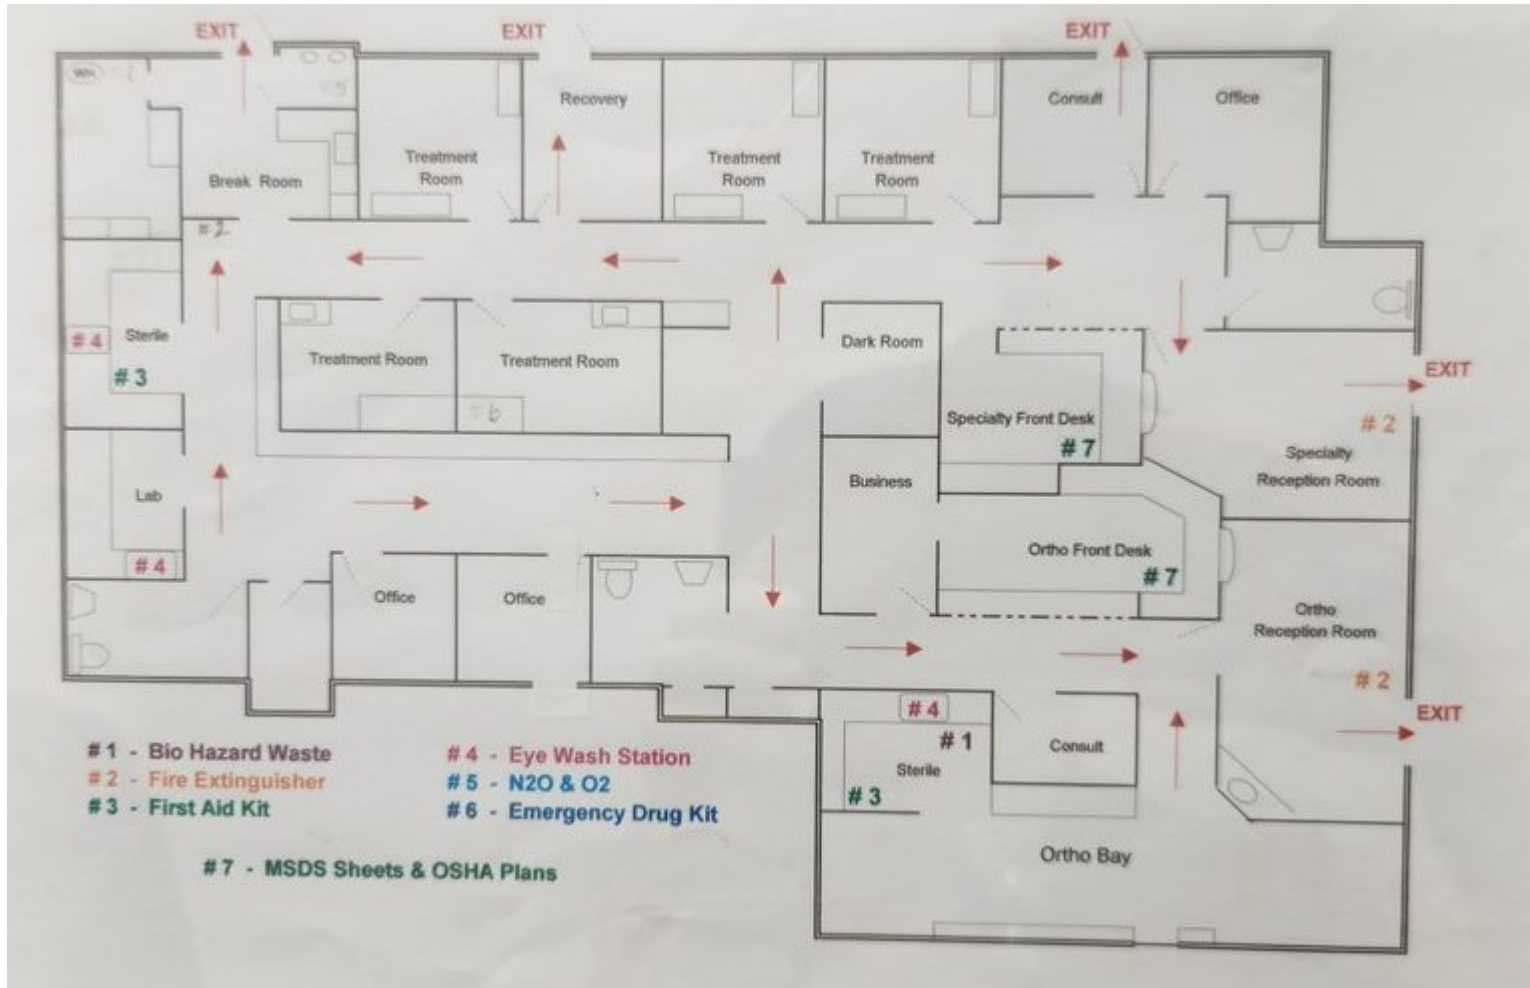 EXIT
EXIT
EXIT
WH
Recovery
Consult
Office
Treatment
Room
Treatment
Room
Treatment
Room
Break Room
#2
Sterile
#4
#3
Treatment Room
Treatment Room
#6
Dark Room
EXIT
Specialty Front Desk
#7
#2
Specialty
Reception Room
Lab
Business
#4
Ortho Front Desk
#7
Office
Office
Ortho
Reception Room
#2
#4
EXIT
#1
Consult
Sterile
#3
Ortho Bay
#1 - Bio Hazard Waste
#2 - Fire Extinguisher
#3 - First Aid Kit
#4 - Eye Wash Station
#5 - N2O & O2
#6 - Emergency Drug Kit
#7 - MSDS Sheets & OSHA Plans